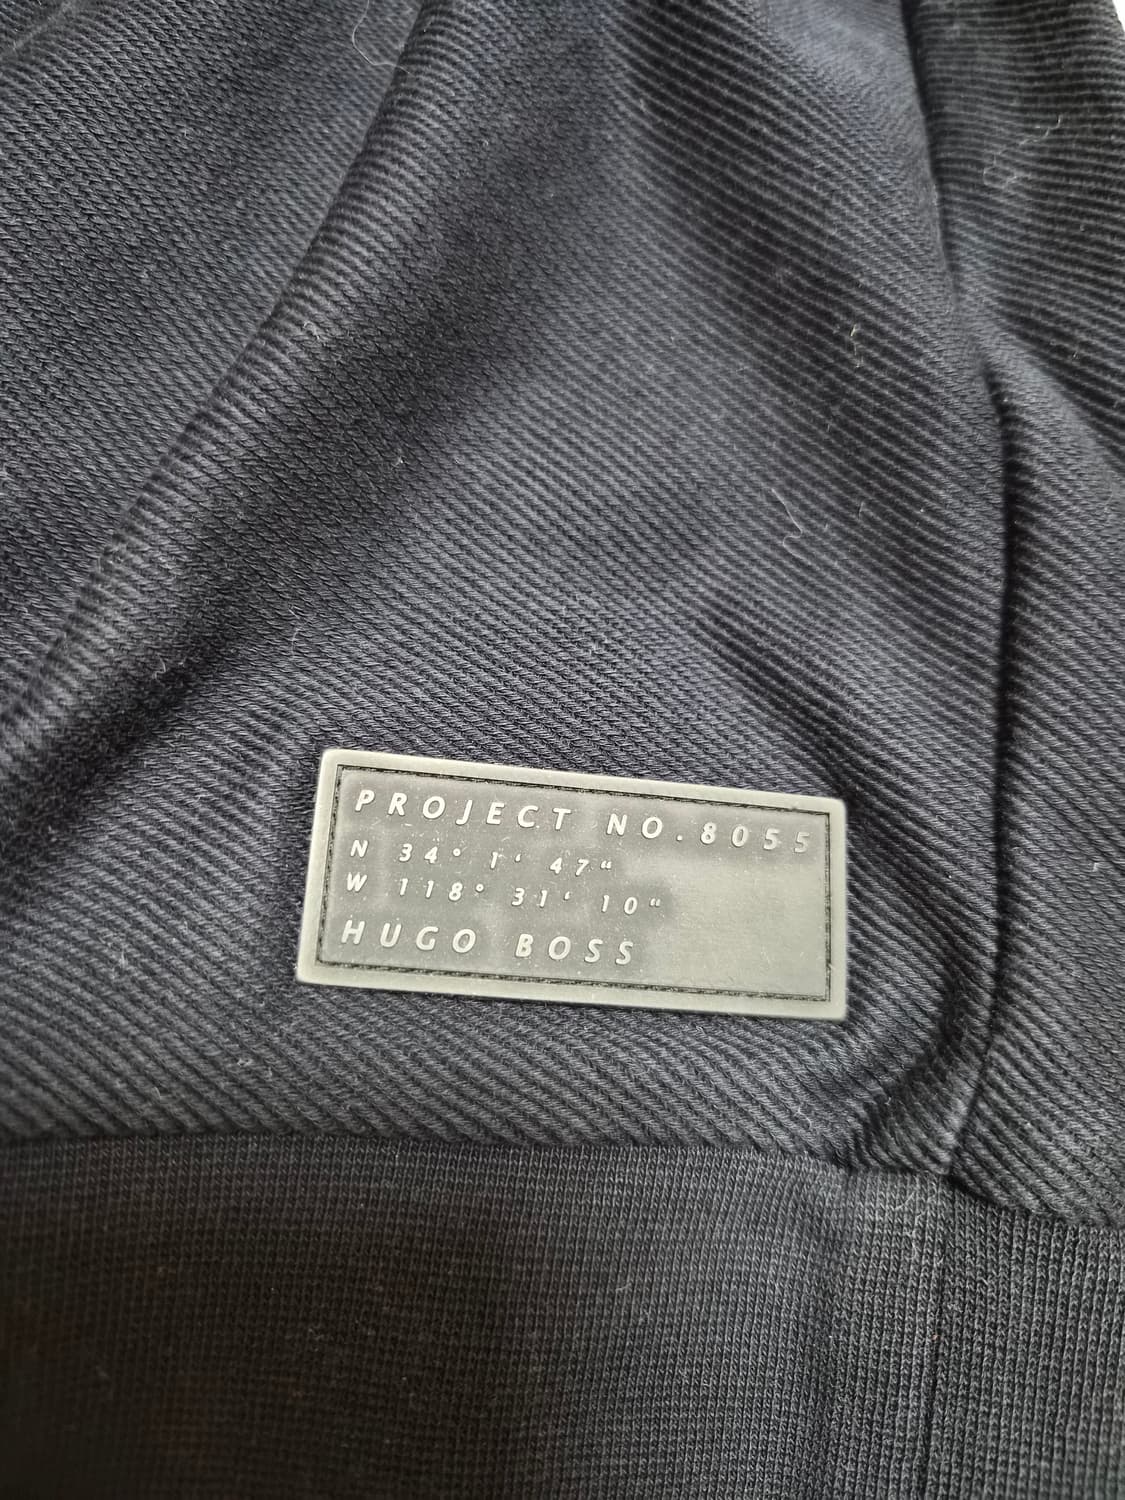 PROJECT NO.8055
N 34° 1‘ 47“
W 118° 31‘ 10“
HUGO BOSS